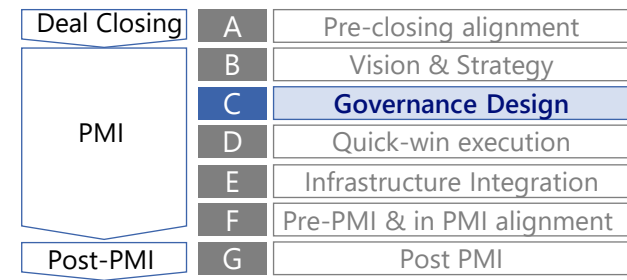 Deal Closing
A Pre-closing alignment
B Vision & Strategy
C Governance Design
PMI
D Quick-win execution
E Infrastructure Integration
F Pre-PMI & in PMI alignment
Post-PMI
G Post PMI